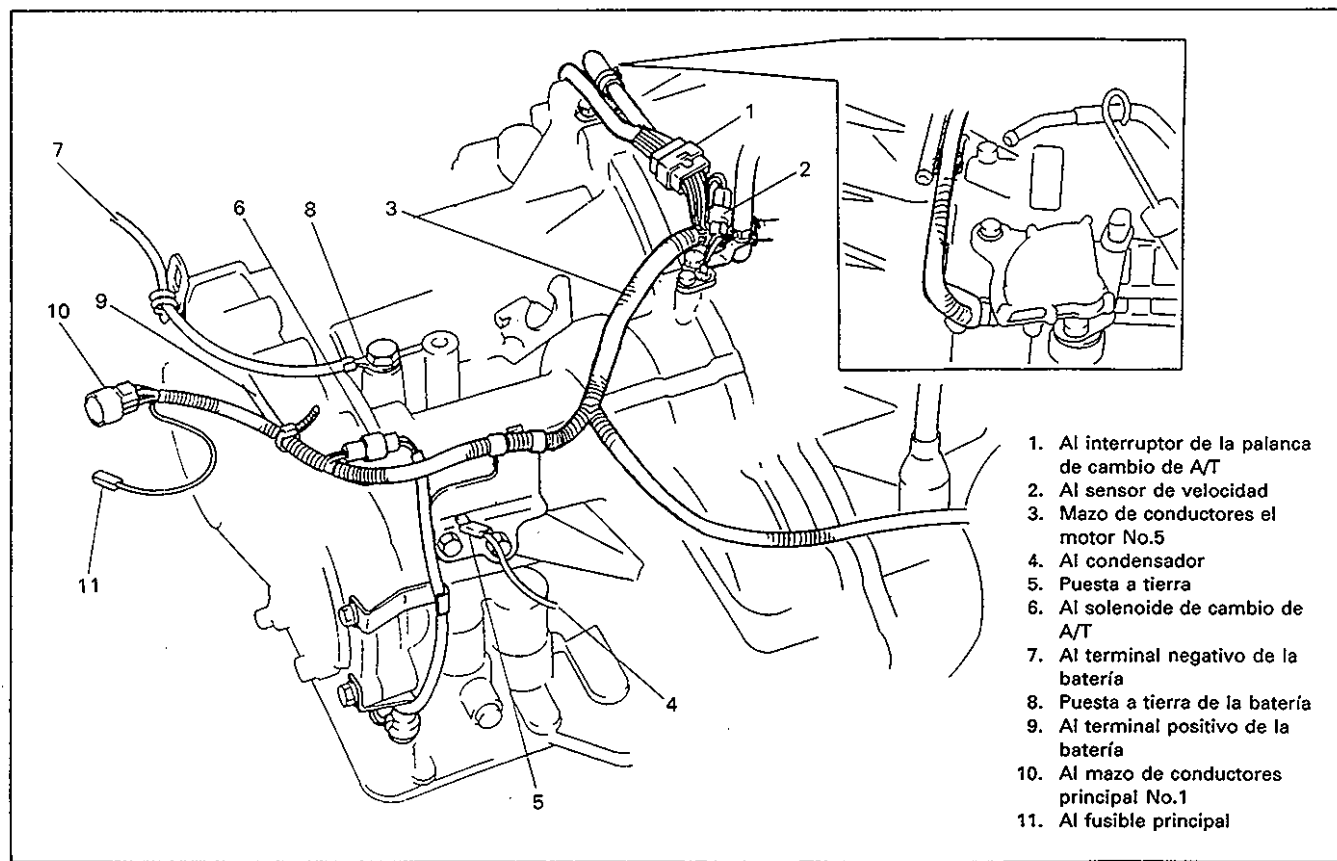 1
2
3
7
6
8
9
10
11
4
5
1. Al interruptor de la palanca
de cambio de A/T
2. Al sensor de velocidad
3. Mazo de conductores el
motor No.5
4. Al condensador
5. Puesta a tierra
6. Al solenoide de cambio de
A/T
7. Al terminal negativo de la
batería
8. Puesta a tierra de la batería
9. Al terminal positivo de la
batería
10. Al mazo de conductores
principal No.1
11. Al fusible principal